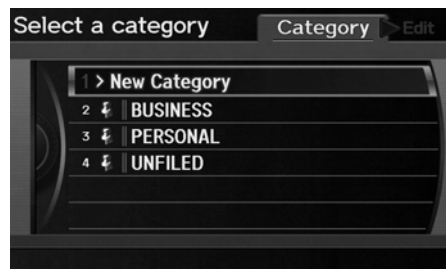 Select a category
Category Edit
1 > New Category
2 BUSINESS
3 PERSONAL
4 UNFILED